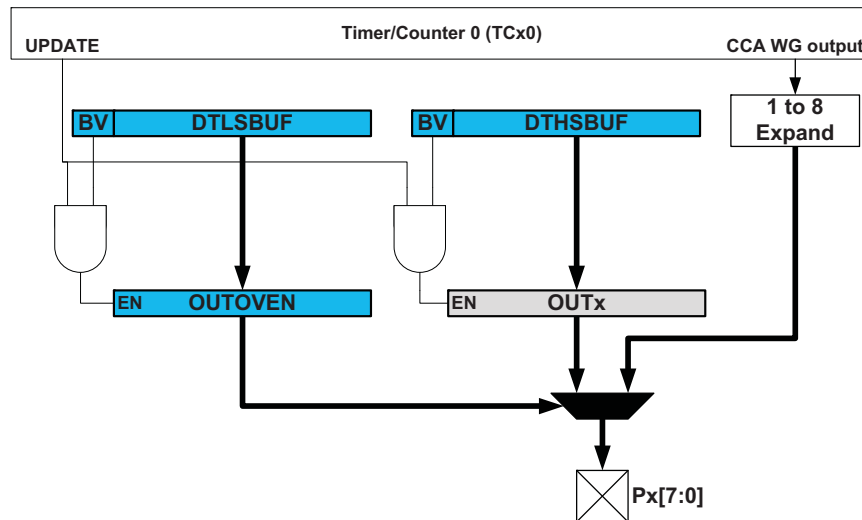 Timer/Counter 0 (TCx0)
UPDATE
CCA WG output
BV
DTLSBUF
BV
DTHSBUF
1 to 8
Expand
EN
OUTOVEN
EN
OUTx
Px[7:0]